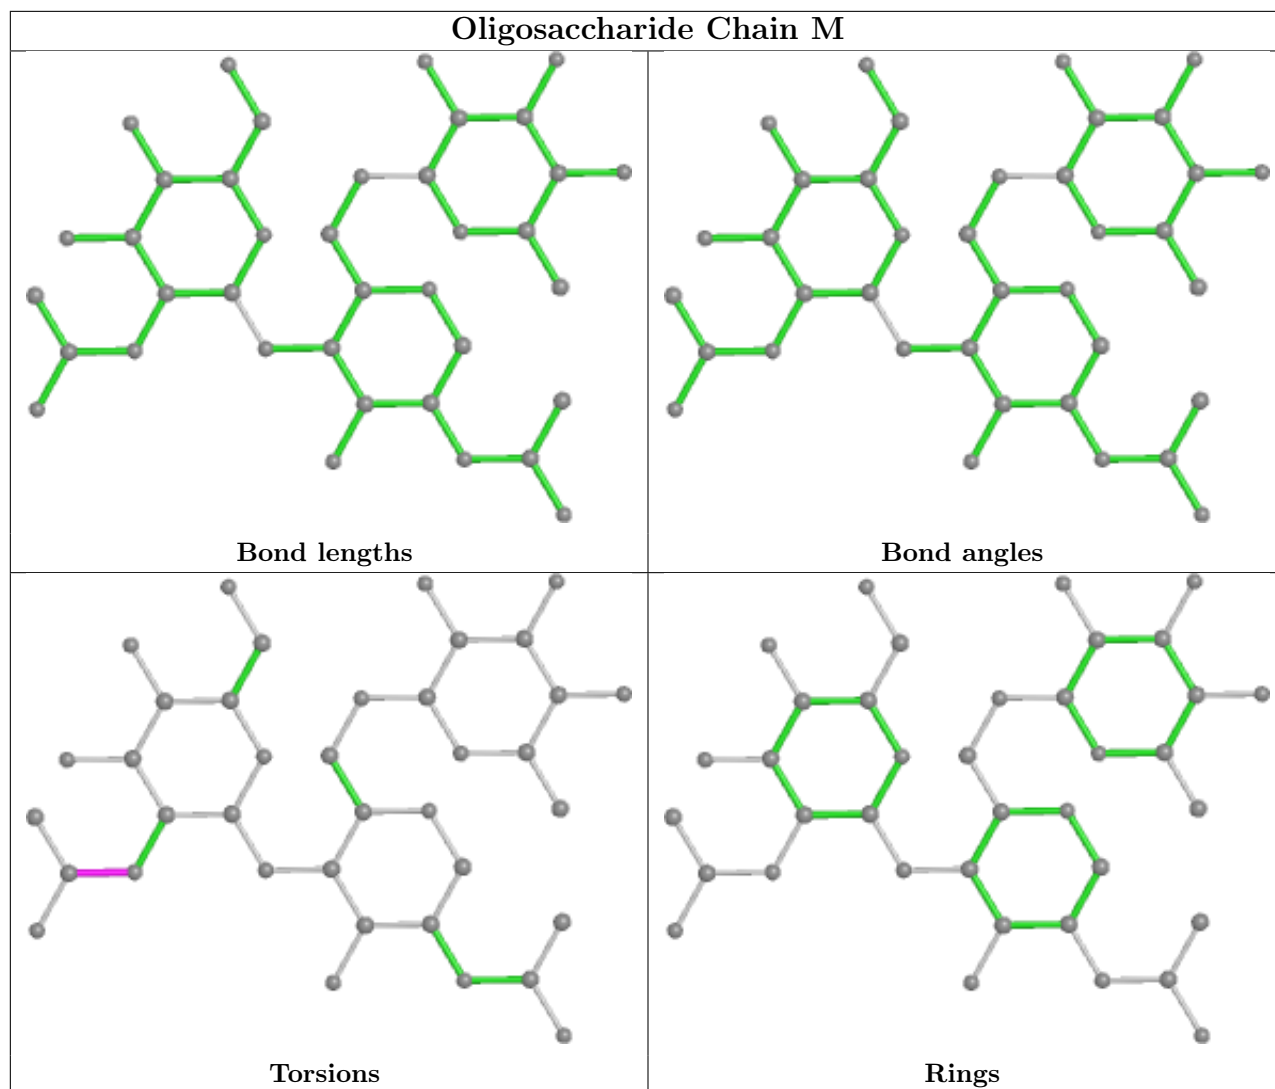 Oligosaccharide Chain M
Bond lengths
Bond angles
Torsions
Rings